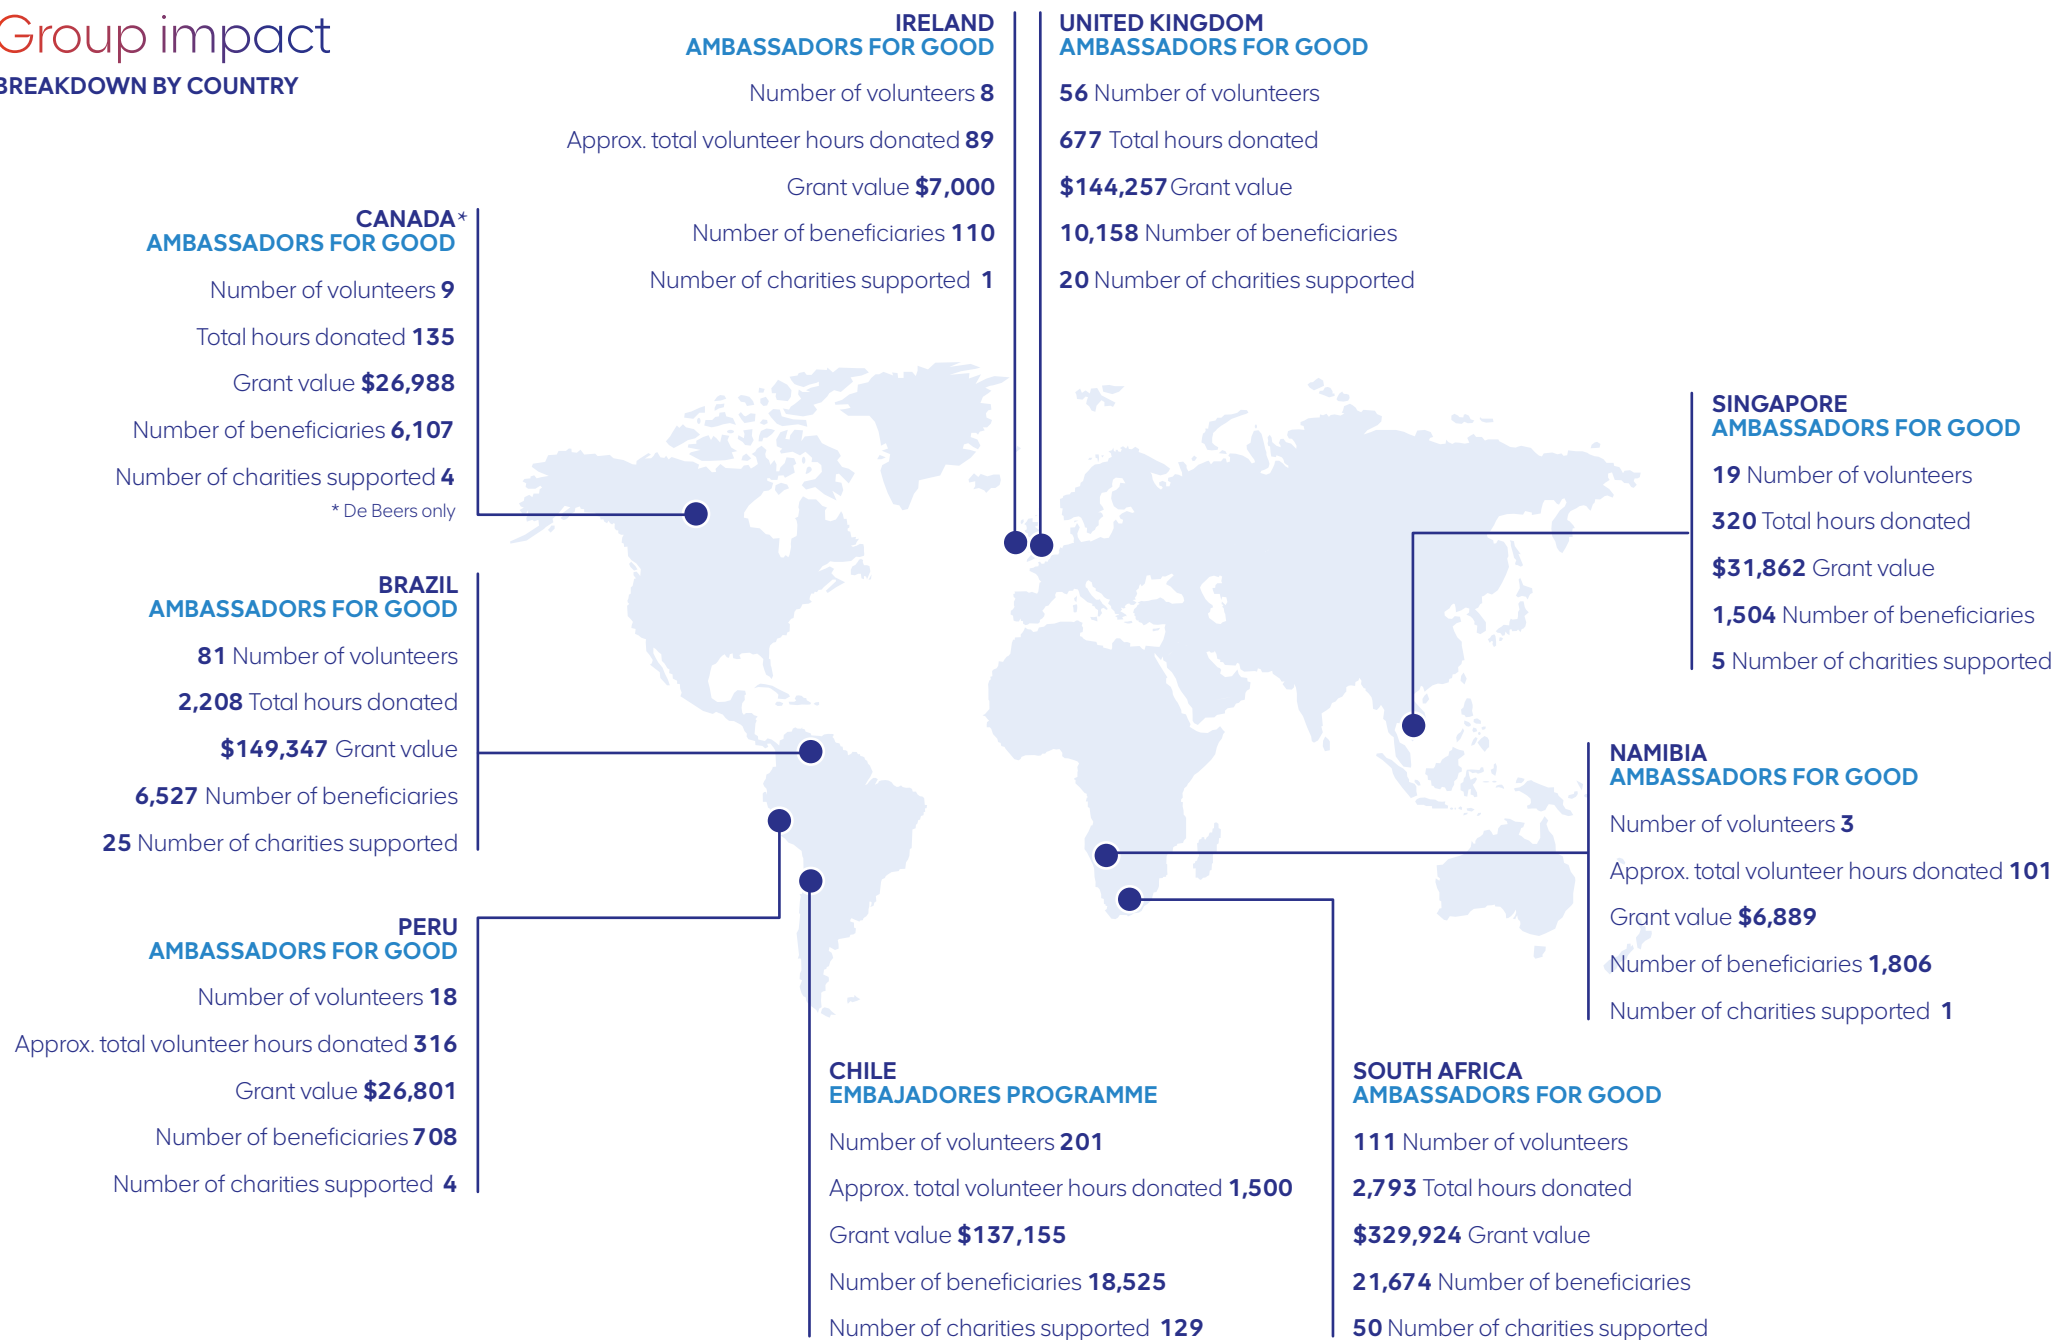 Group impact
BREAKDOWN BY COUNTRY
IRELAND
AMBASSADORS FOR GOOD
Number of volunteers 8
Approx. total volunteer hours donated 89
Grant value $7,000
Number of beneficiaries 110
Number of charities supported 1
UNITED KINGDOM
AMBASSADORS FOR GOOD
56 Number of volunteers
677 Total hours donated
$144,257 Grant value
10,158 Number of beneficiaries
20 Number of charities supported
CANADA*
AMBASSADORS FOR GOOD
Number of volunteers 9
Total hours donated 135
Grant value $26,988
Number of beneficiaries 6,107
Number of charities supported 4
* De Beers only
SINGAPORE
AMBASSADORS FOR GOOD
19 Number of volunteers
320 Total hours donated
$31,862 Grant value
1,504 Number of beneficiaries
5 Number of charities supported
BRAZIL
AMBASSADORS FOR GOOD
81 Number of volunteers
2,208 Total hours donated
$149,347 Grant value
6,527 Number of beneficiaries
25 Number of charities supported
NAMIBIA
AMBASSADORS FOR GOOD
Number of volunteers 3
Approx. total volunteer hours donated 101
Grant value $6,889
Number of beneficiaries 1,806
Number of charities supported 1
PERU
AMBASSADORS FOR GOOD
Number of volunteers 18
Approx. total volunteer hours donated 316
Grant value $26,801
Number of beneficiaries 708
Number of charities supported 4
CHILE
EMBAJADORES PROGRAMME
Number of volunteers 201
Approx. total volunteer hours donated 1,500
Grant value $137,155
Number of beneficiaries 18,525
Number of charities supported 129
SOUTH AFRICA
AMBASSADORS FOR GOOD
111 Number of volunteers
2,793 Total hours donated
$329,924 Grant value
21,674 Number of beneficiaries
50 Number of charities supported